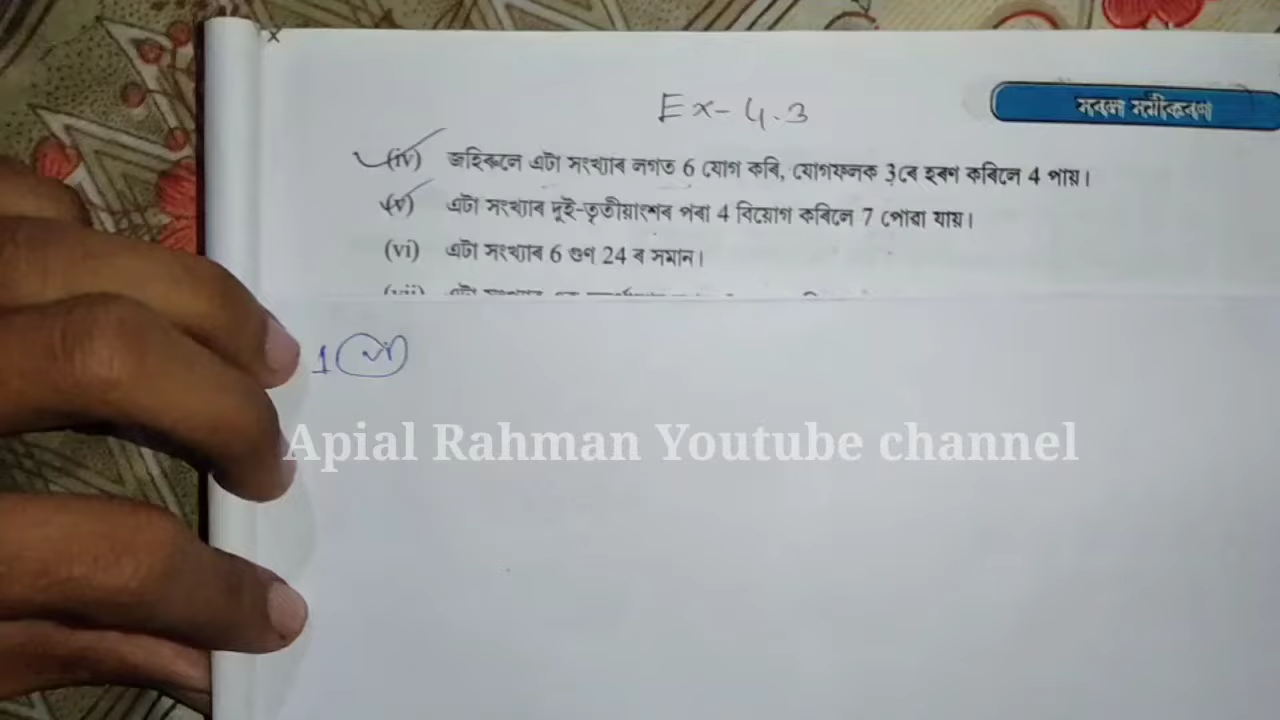 Ex- 4.3
সৰল সমীকৰণ
(iv) জহিৰুলে এটা সংখ্যাৰ লগত 6 যোগ কৰি, যোগফলক 3ৰে হৰণ কৰিলে 4 পায়।
(v) এটা সংখ্যাৰ দুই-তৃতীয়াংশৰ পৰা 4 বিয়োগ কৰিলে 7 পোৱা যায়।
(vi) এটা সংখ্যাৰ 6 গুণ 24 ৰ সমান।
1 (vi)
Apial Rahman Youtube channel